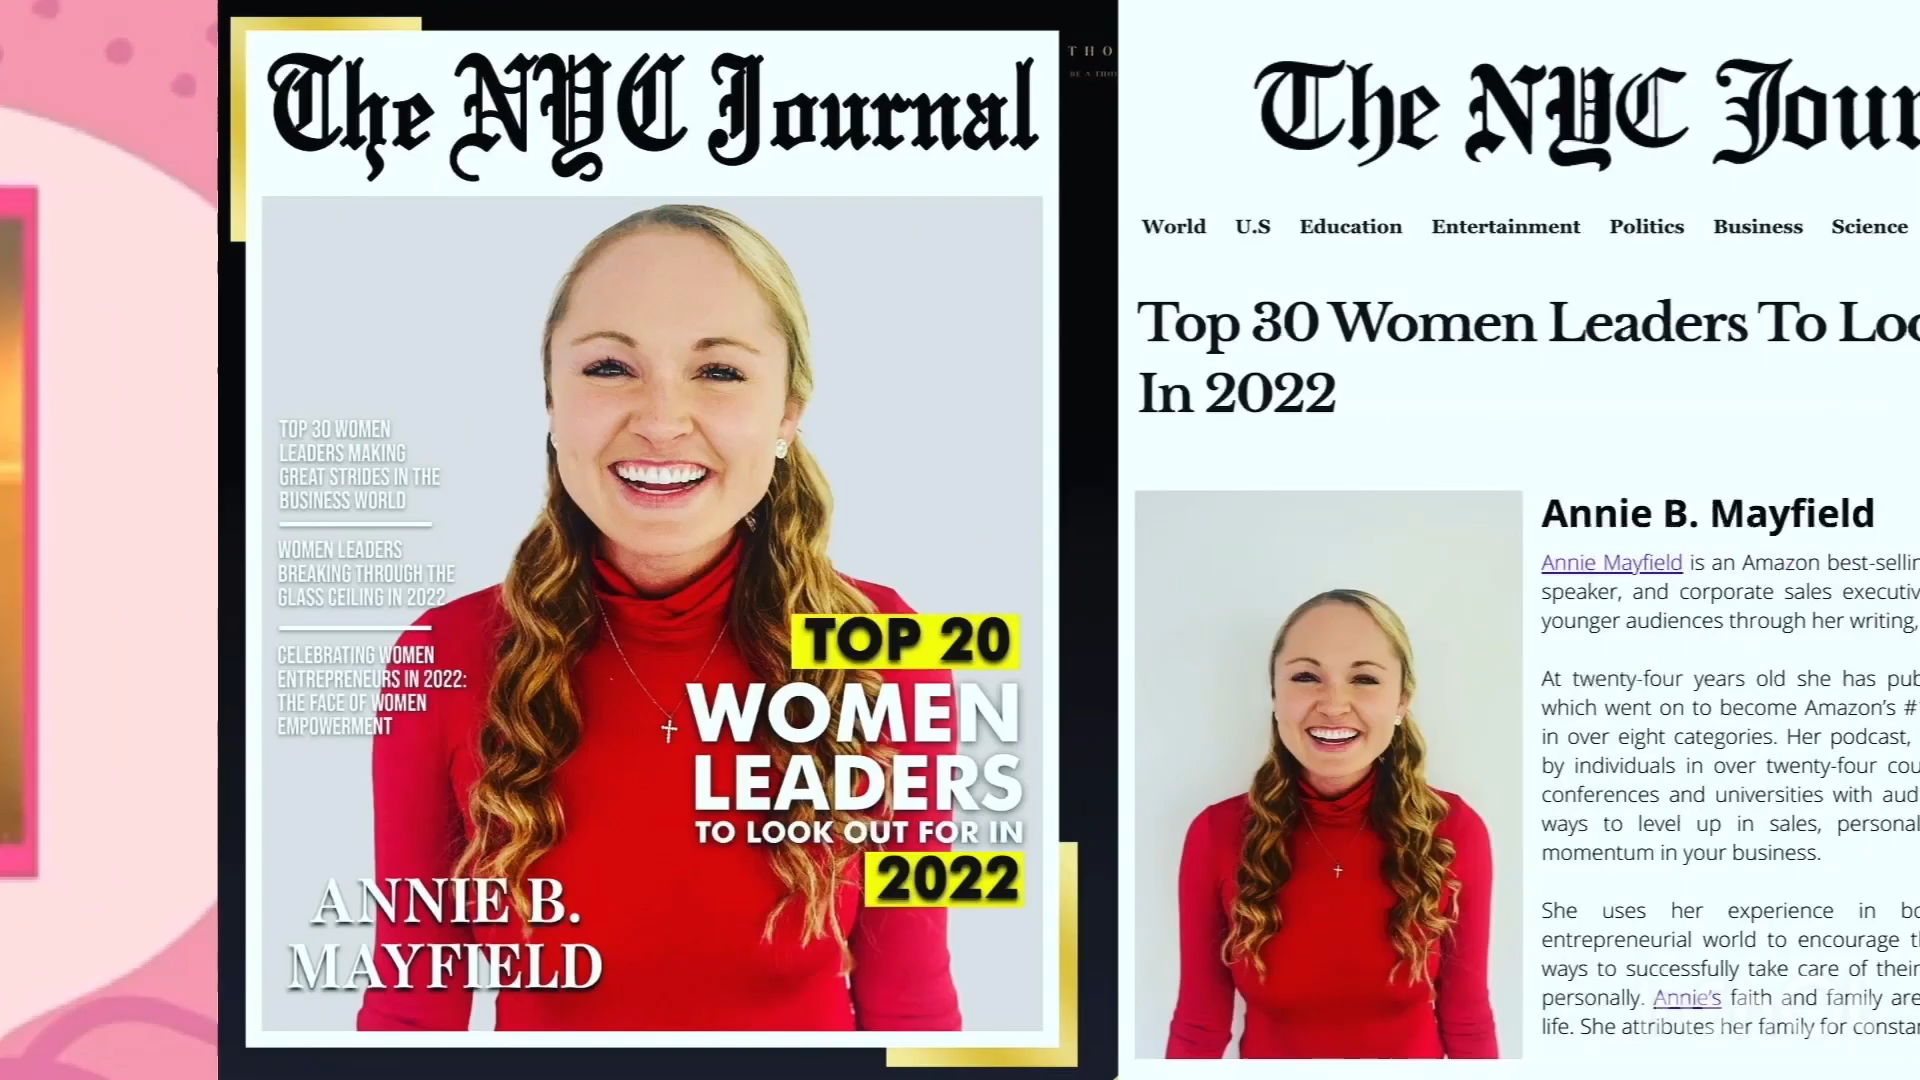 The NYC Journal
TOP 30 WOMEN
LEADERS MAKING
GREAT STRIDES IN THE
BUSINESS WORLD
WOMEN LEADERS
BREAKING THROUGH THE
GLASS CEILING IN 2022
CELEBRATING WOMEN
ENTREPRENEURS IN 2022:
THE FACE OF WOMEN
EMPOWERMENT
TOP 20
WOMEN
LEADERS
TO LOOK OUT FOR IN
2022
ANNIE B.
MAYFIELD
THO
The NYC Jour
World U.S Education Entertainment Politics Business Science
Top 30 Women Leaders To Loo
In 2022
Annie B. Mayfield
Annie Mayfield is an Amazon best-sellin
speaker, and corporate sales executiv
younger audiences through her writing,
At twenty-four years old she has pub
which went on to become Amazon's #1
in over eight categories. Her podcast,
by individuals in over twenty-four cou
conferences and universities with aud
ways to level up in sales, personal
momentum in your business.
She uses her experience in bo
entrepreneurial world to encourage t
ways to successfully take care of their
personally. Annie's faith and family are
life. She attributes her family for constan